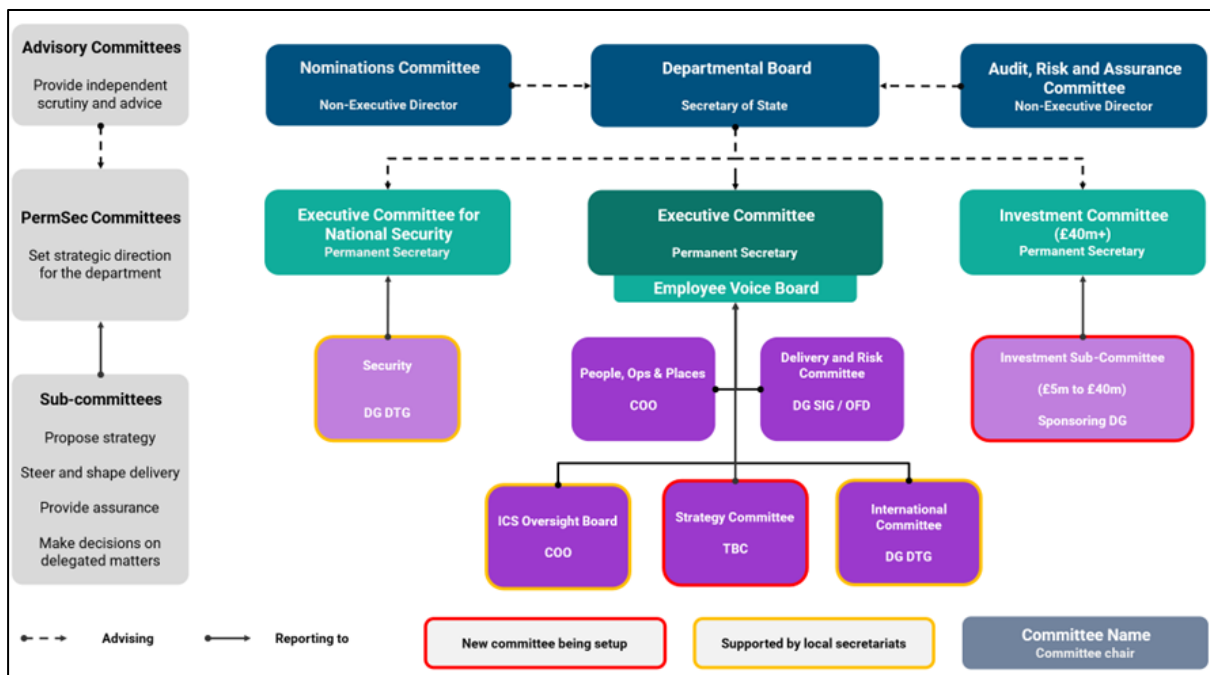 Advisory Committees
Provide independent
scrutiny and advice
PermSec Committees
Set strategic direction
for the department
Sub-committees
Propose strategy
Steer and shape delivery
Provide assurance
Make decisions on
delegated matters
Nominations Committee
Non-Executive Director
Departmental Board
Secretary of State
Audit, Risk and Assurance
Committee
Non-Executive Director
Executive Committee for
National Security
Permanent Secretary
Executive Committee
Permanent Secretary
Employee Voice Board
Investment Committee
(£40m+)
Permanent Secretary
Security
DG DTG
People, Ops & Places
COO
Delivery and Risk
Committee
DG SIG / OFD
Investment Sub-Committee
(£5m to £40m)
Sponsoring DG
ICS Oversight Board
COO
Strategy Committee
TBC
International
Committee
DG DTG
Advising
Reporting to
New committee being setup
Supported by local secretariats
Committee Name
Committee chair